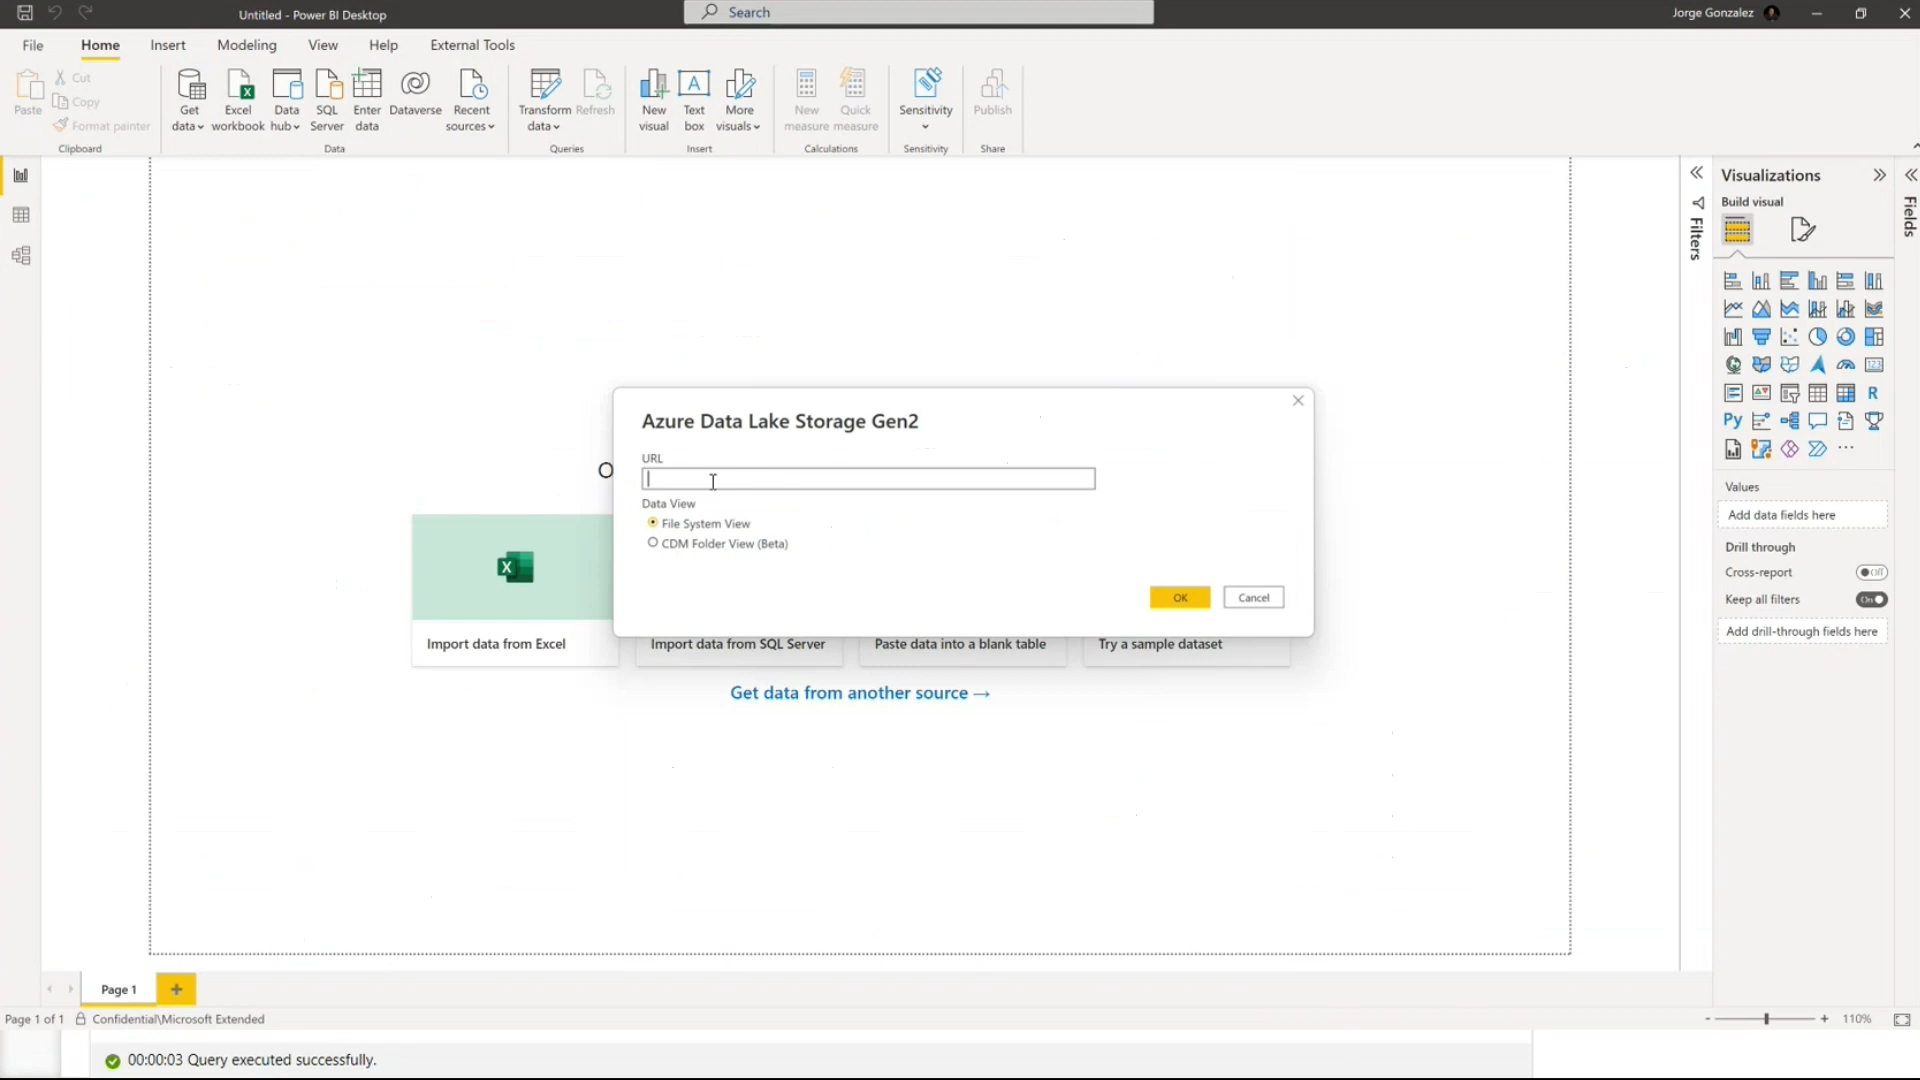 Untitled - Power BI Desktop
Search
Jorge Gonzalez
File
Home
Insert
Modeling
View
Help
External Tools
Paste
Cut
Copy
Format painter
Clipboard
Get data
Excel workbook
Data hub
SQL Server
Enter data
Dataverse
Recent sources
Data
Transform data
Refresh
Queries
New visual
Text box
More visuals
Insert
New measure
Quick measure
Calculations
Sensitivity
Sensitivity
Publish
Share
Filters
Visualizations
Build visual
Fields
R
Py
123
Values
Add data fields here
Drill through
Cross-report
Off
Keep all filters
On
Add drill-through fields here
Azure Data Lake Storage Gen2
URL
Data View
File System View
CDM Folder View (Beta)
OK
Cancel
O
Import data from Excel
Import data from SQL Server
Paste data into a blank table
Try a sample dataset
Get data from another source →
Page 1
+
Page 1 of 1
Confidential\Microsoft Extended
- + 110%
00:00:03 Query executed successfully.